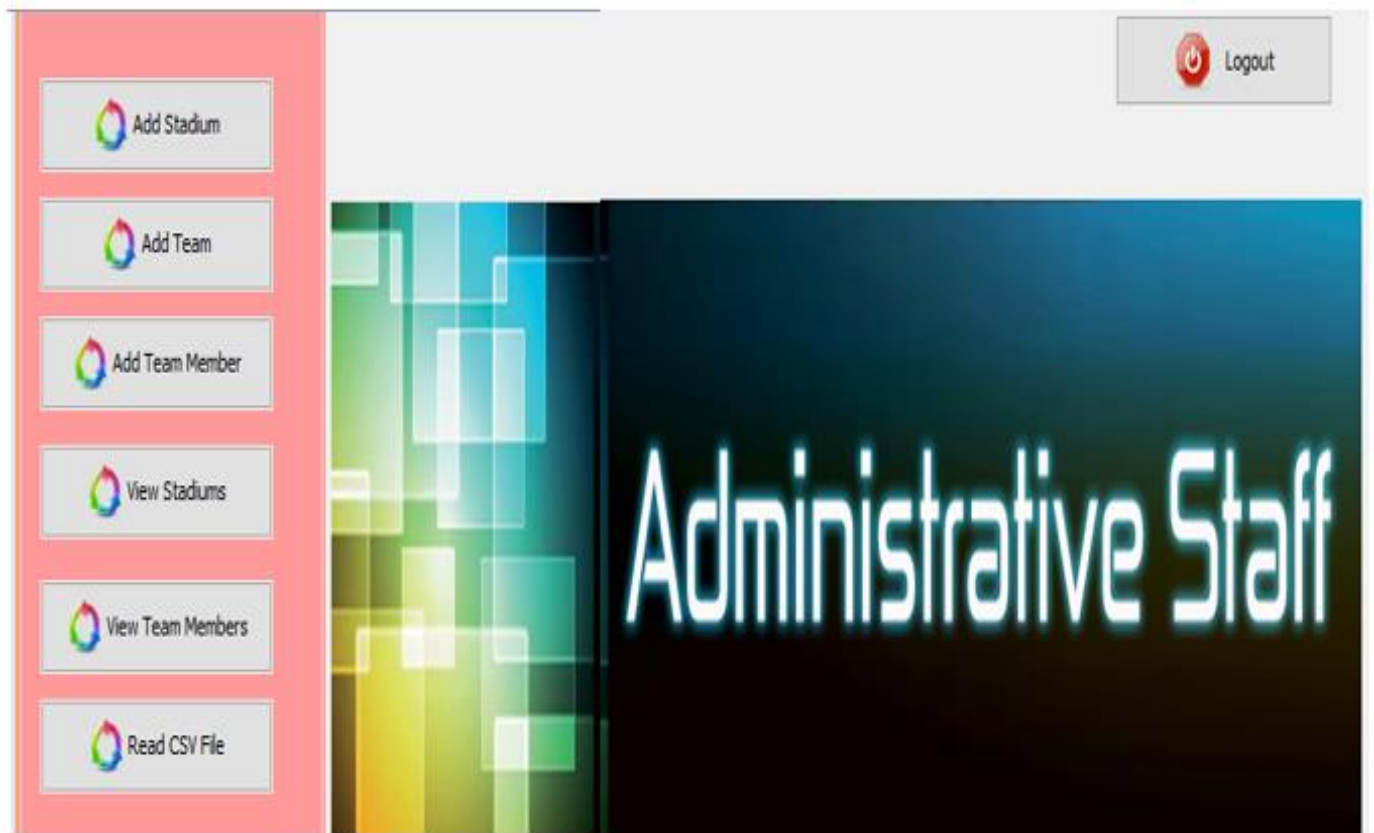 Logout
Add Stadium
Add Team
Add Team Member
View Stadiums
View Team Members
Read CSV File
Administrative Staff